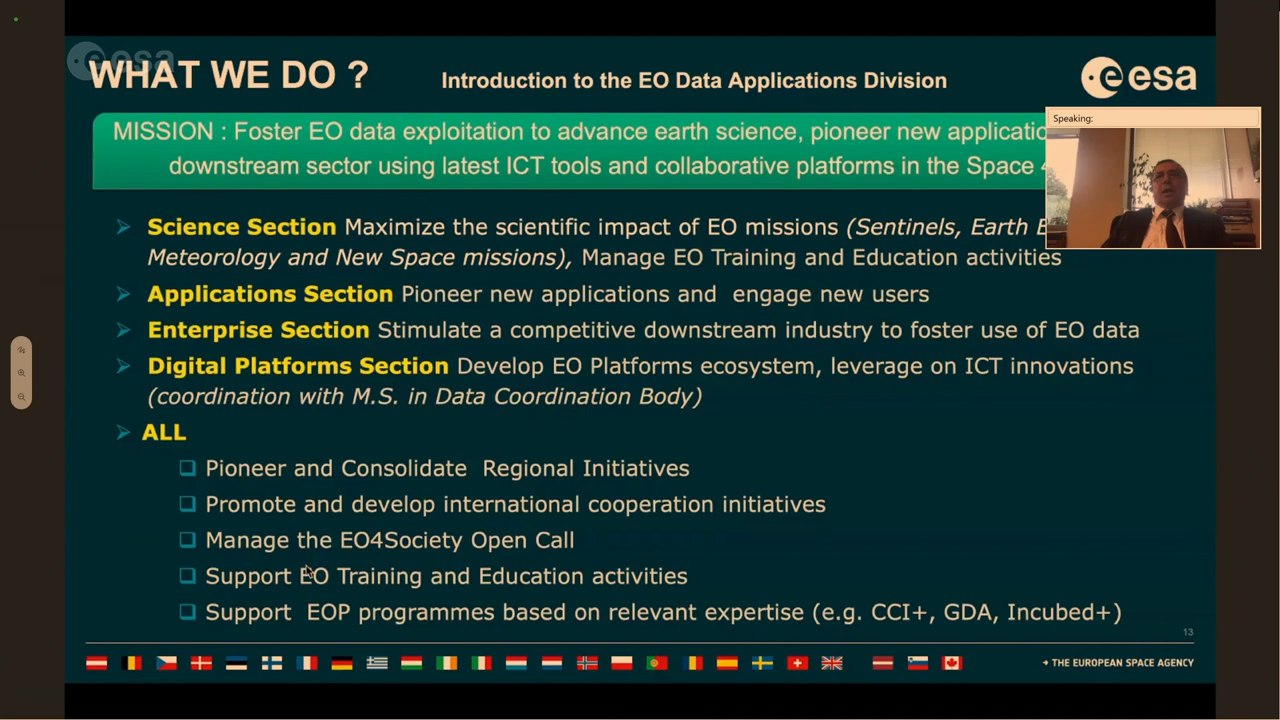 WHAT WE DO ?
Introduction to the EO Data Applications Division
esa
esa
Speaking:
MISSION : Foster EO data exploitation to advance earth science, pioneer new
downstream sector using latest ICT tools and collaborative platforms in the Space
Science Section Maximize the scientific impact of EO missions (Sentinels, Earth
Meteorology and New Space missions), Manage EO Training and Education activities
Applications Section Pioneer new applications and engage new users
Enterprise Section Stimulate a competitive downstream industry to foster use of EO data
Digital Platforms Section Develop EO Platforms ecosystem, leverage on ICT innovations
(coordination with M.S. in Data Coordination Body)
ALL
Pioneer and Consolidate Regional Initiatives
Promote and develop international cooperation initiatives
Manage the EO4Society Open Call
Support EO Training and Education activities
Support EOP programmes based on relevant expertise (e.g. CCI+, GDA, Incubed+)
13
→ THE EUROPEAN SPACE AGENCY